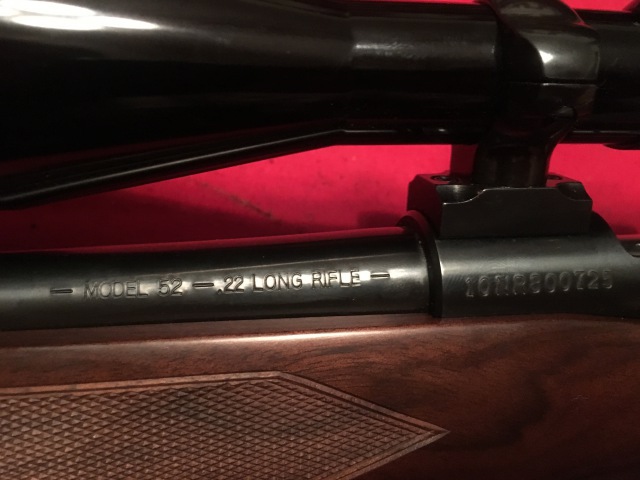 — MODEL 52 — .22 LONG RIFLE —